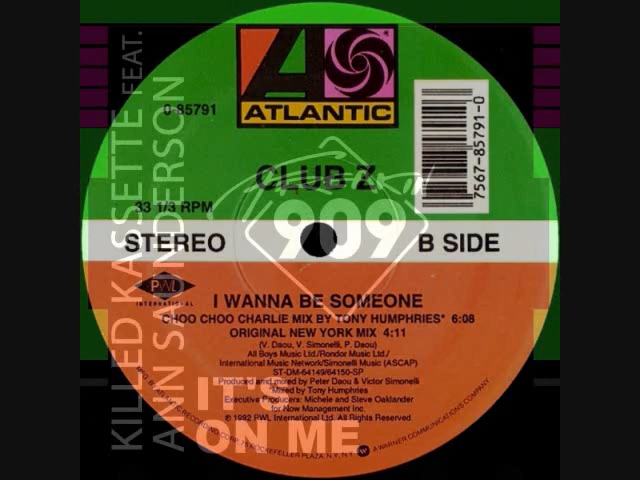 ATLANTIC
0-85791
CLUB Z
7567-85791-0
33 1/3 RPM
STEREO
909
B SIDE
PWL
INTERNATIONAL
I WANNA BE SOMEONE
CHOO CHOO CHARLIE MIX BY TONY HUMPHRIES* 6:08
ORIGINAL NEW YORK MIX 4:11
(V. Daou, V. Simonelli, P. Daou)
All Boys Music Ltd./Rondor Music Ltd./
International Music Network/Simonelli Music (ASCAP)
ST-DM-64149/64150-SP
Produced and mixed by Peter Daou & Victor Simonelli
*Mixed by Tony Humphries
Executive Producers: Michele and Steve Oaklander
for Now Management Inc.
© 1992 PWL International Ltd. All Rights Reserved
A WARNER COMMUNICATIONS COMPANY
KILLED KASSETTE FEAT.
ANN SAUNDERSON
IT'S
ON ME